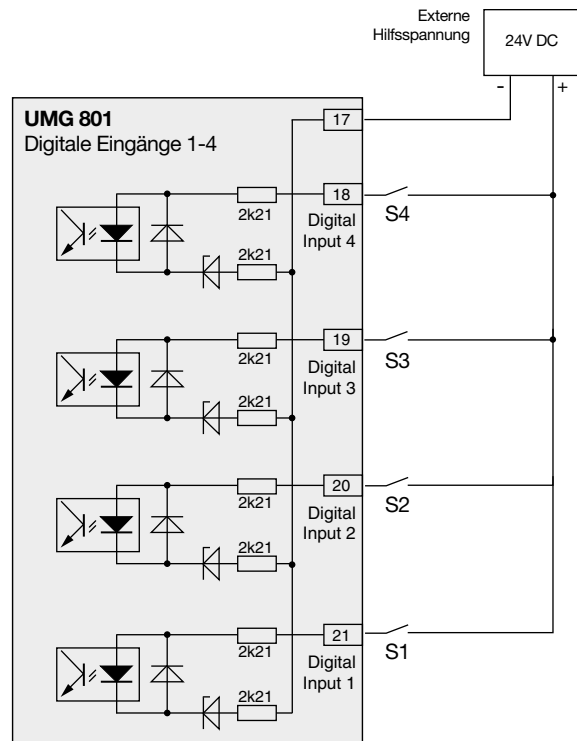 Externe
Hilfsspannung
24V DC
- +
UMG 801
Digitale Eingänge 1-4
17
18
S4
2k21
Digital
Input 4
2k21
19
S3
2k21
Digital
Input 3
2k21
20
S2
2k21
Digital
Input 2
2k21
21
S1
2k21
Digital
Input 1
2k21